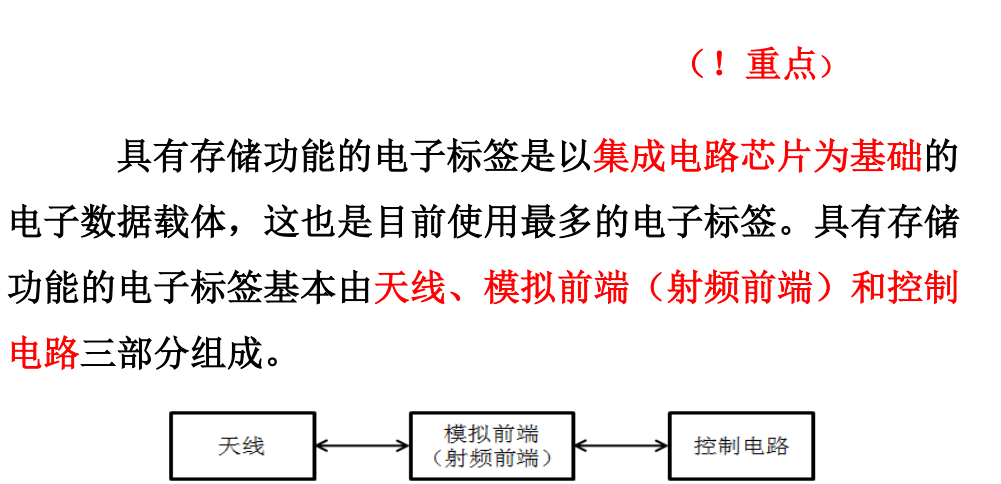 （！重点）
具有存储功能的电子标签是以集成电路芯片为基础的
电子数据载体，这也是目前使用最多的电子标签。具有存储
功能的电子标签基本由天线、模拟前端（射频前端）和控制
电路三部分组成。
天线
模拟前端
（射频前端）
控制电路